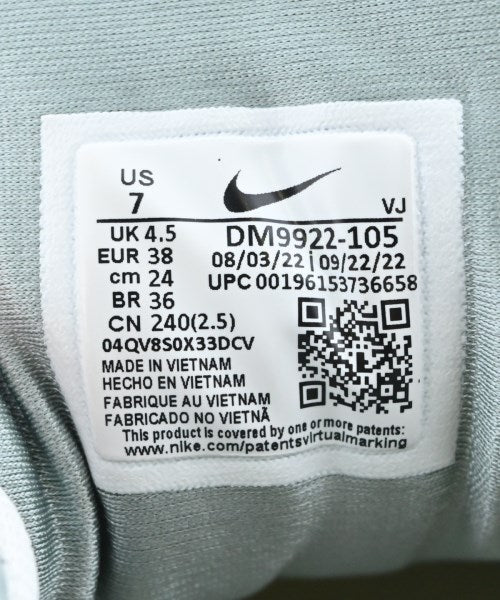 US
7
VJ
UK 4.5
EUR 38
cm 24
BR 36
CN 240(2.5)
DM9922-105
08/03/22 | 09/22/22
UPC 00196153736658
04QV8S0X33DCV
MADE IN VIETNAM
HECHO EN VIETNAM
FABRIQUE AU VIETNAM
FABRICADO NO VIETNÃ
This product is covered by one or more patents:
www.nike.com/patentsvirtualmarking